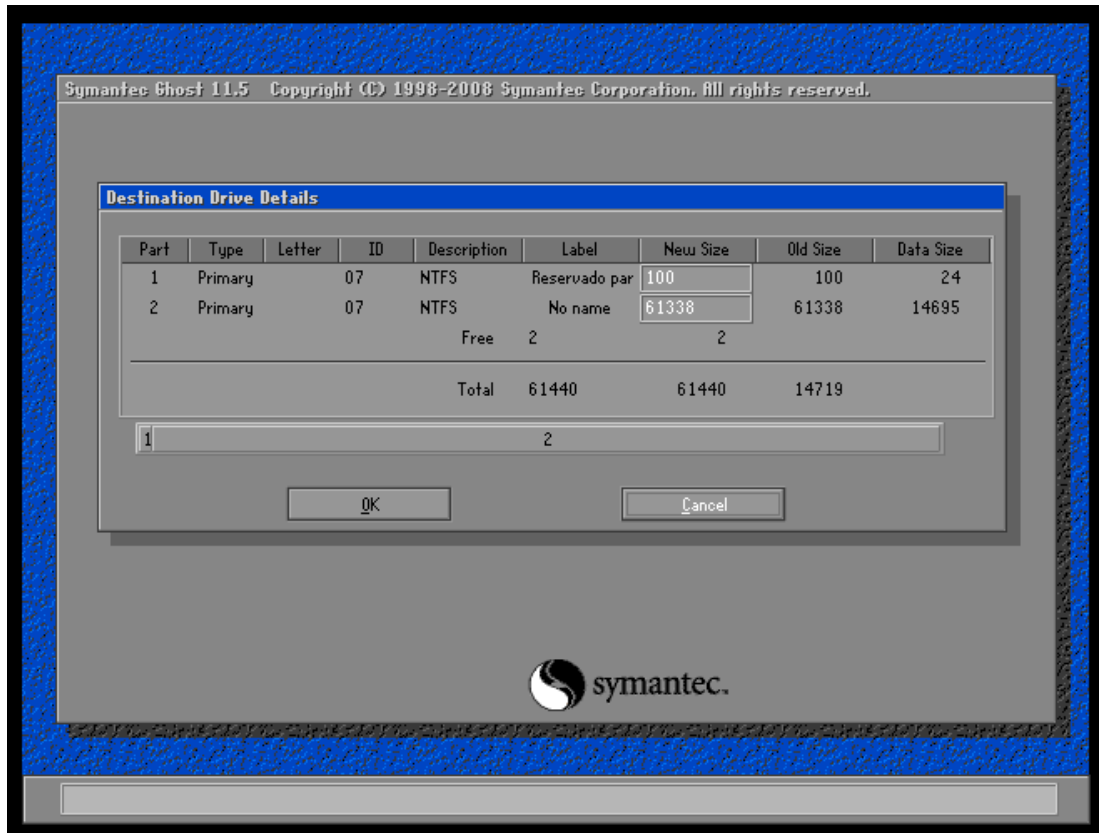 Symantec Ghost 11.5 Copyright (C) 1998-2008 Symantec Corporation. All rights reserved.
Destination Drive Details
Part Type Letter ID Description Label New Size Old Size Data Size
1 Primary 07 NTFS Reservado par 100 100 24
2 Primary 07 NTFS No name 61338 61338 14695
Free 2 2
Total 61440 61440 14719
1 2
OK Cancel
symantec.